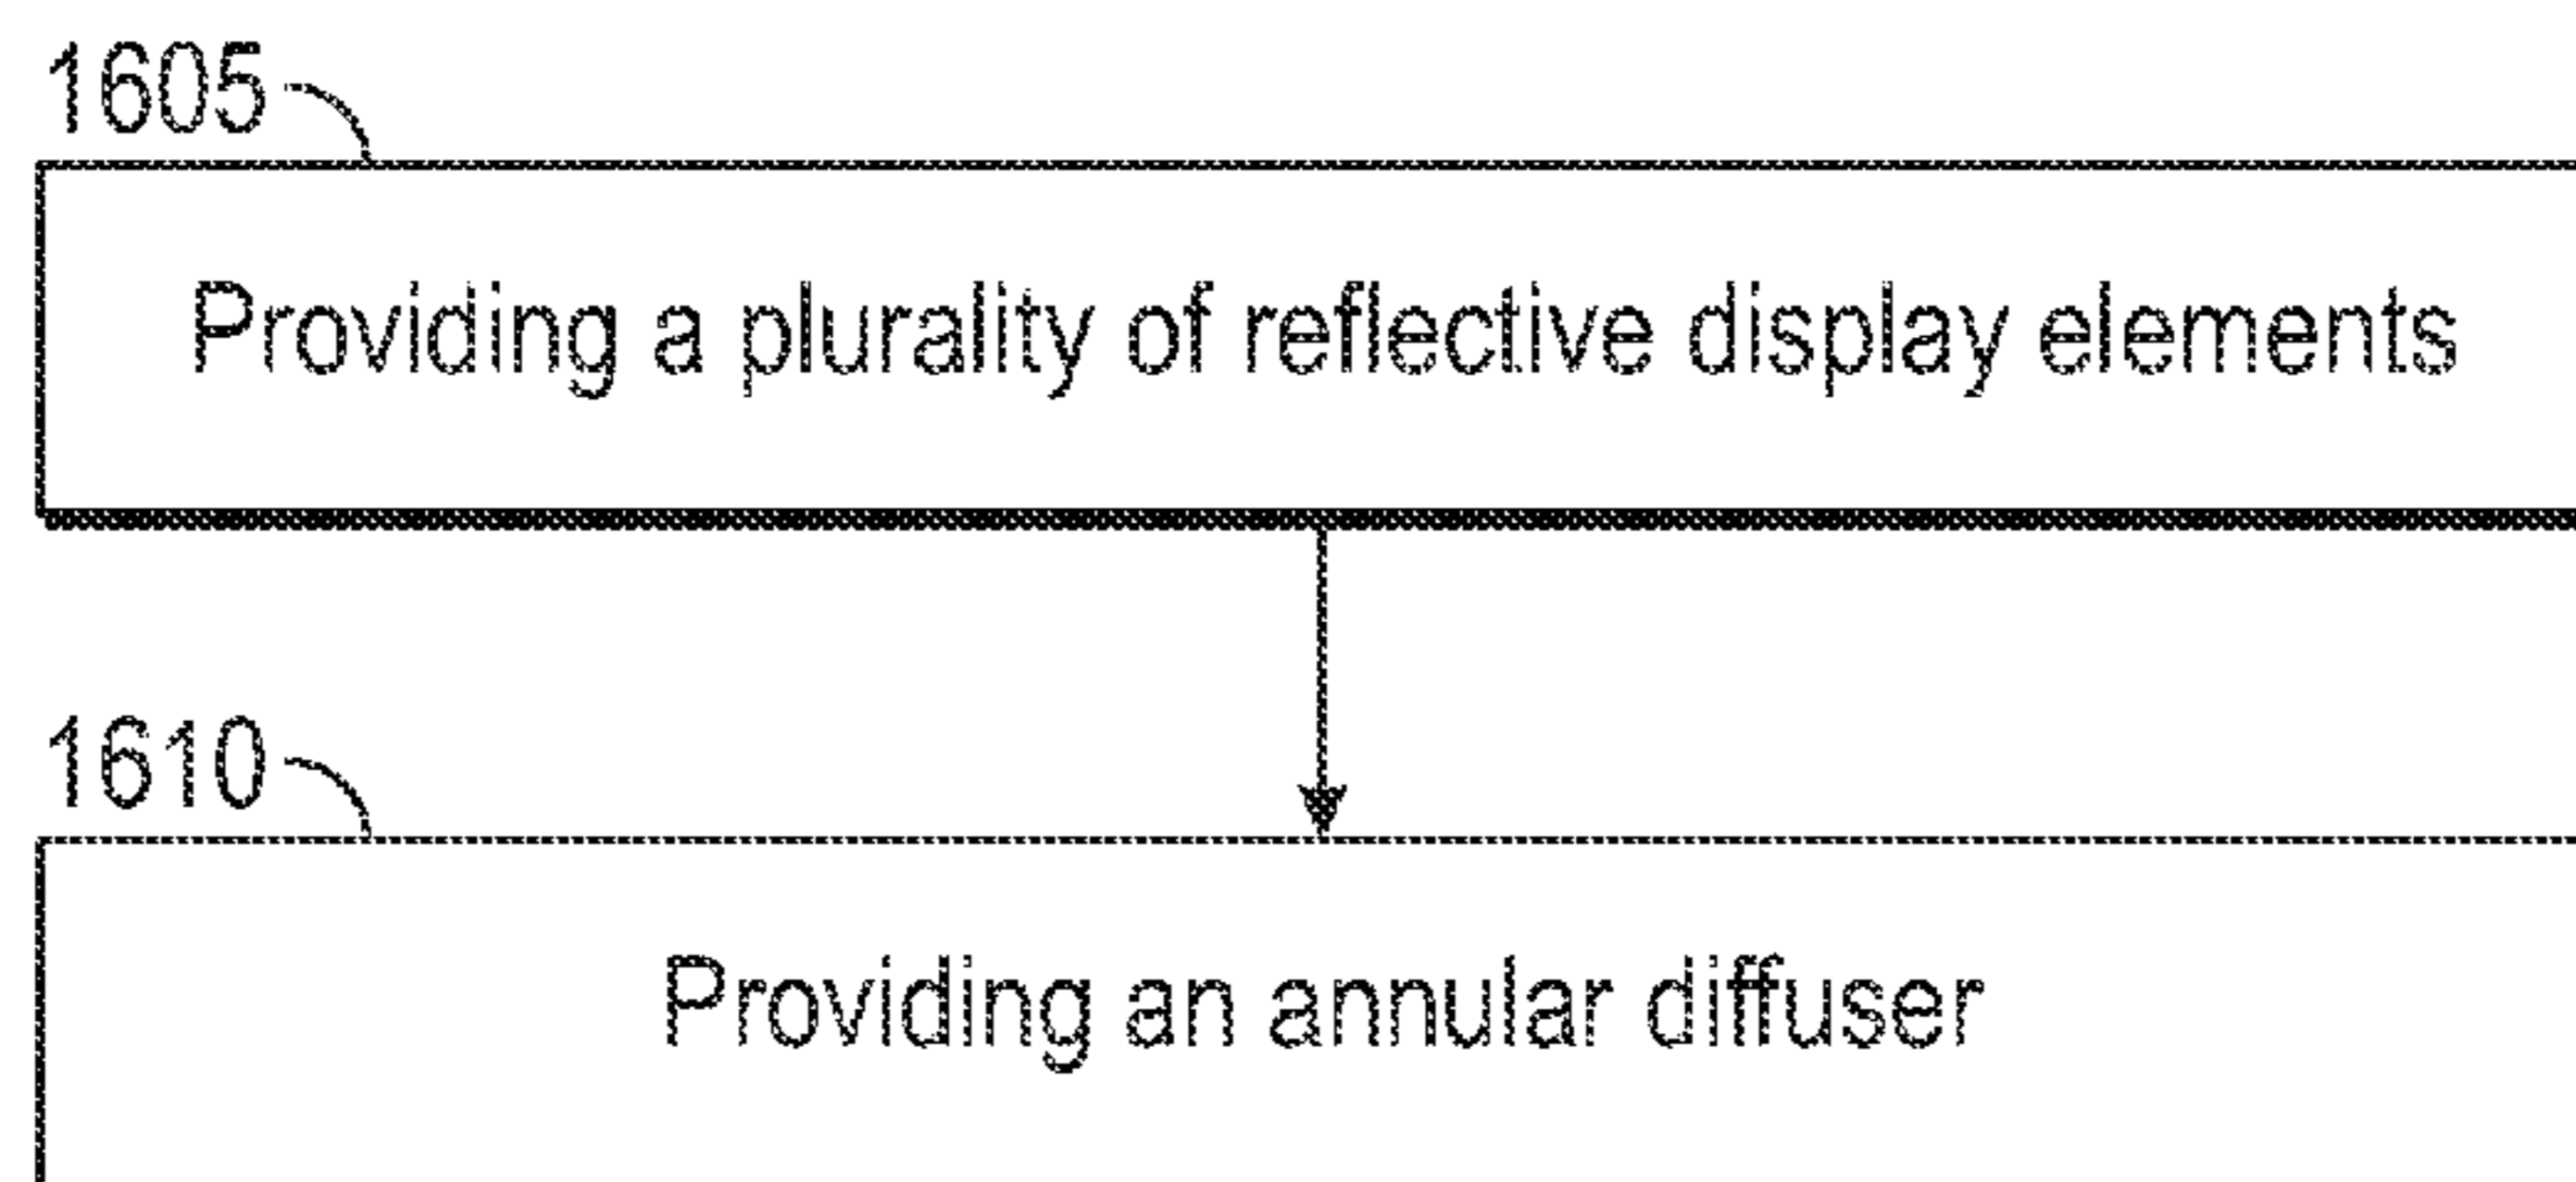 1605
Providing a plurality of reflective display elements
1610
Providing an annular diffuser